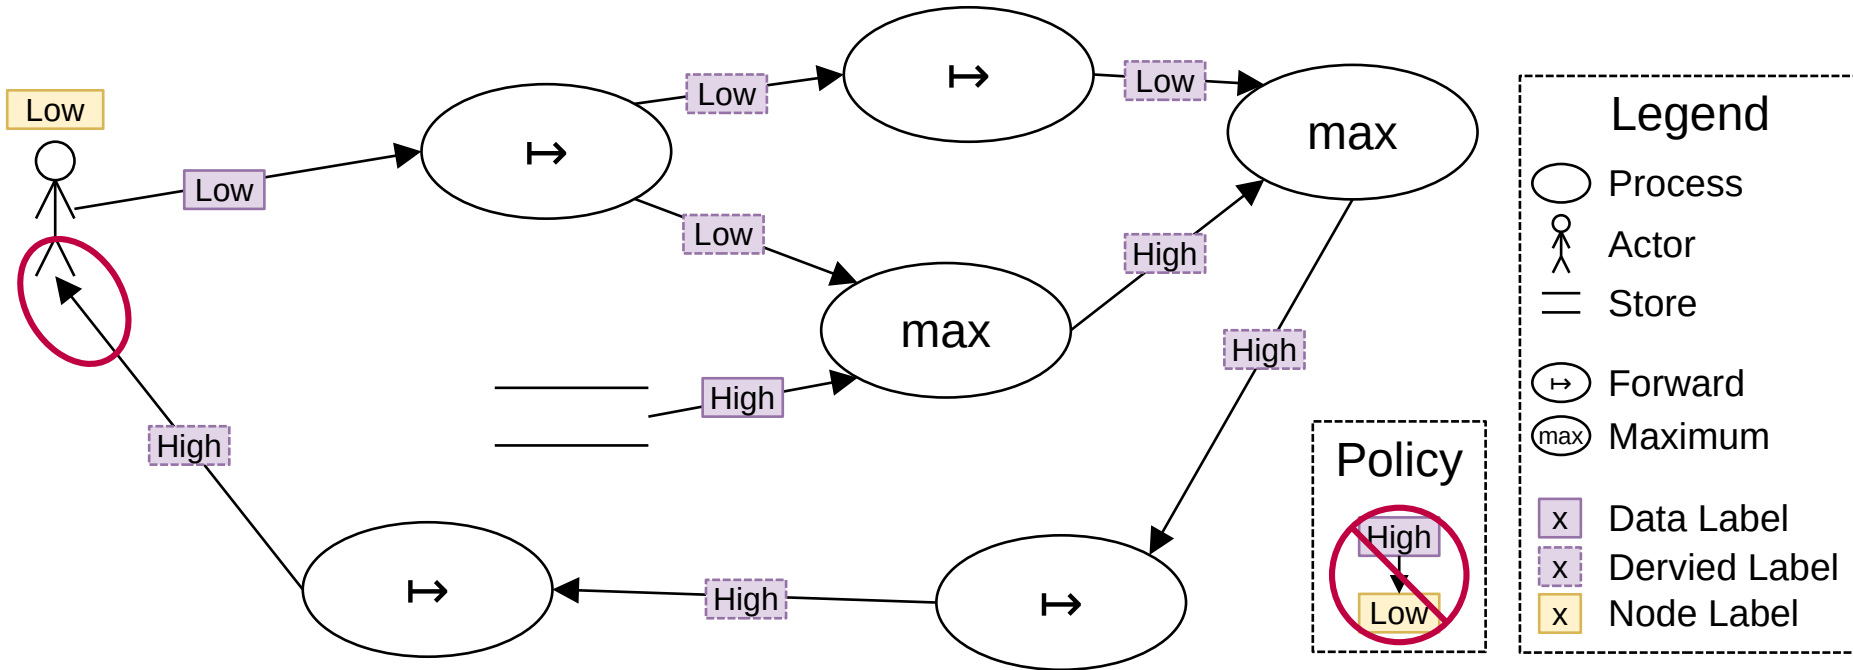 Low
Low
↦
Low
↦
Low
max
Low
High
max
High
High
High
↦
High
↦
Policy
High
Low
Legend
Process
Actor
Store
↦ Forward
max Maximum
x Data Label
x Dervied Label
x Node Label